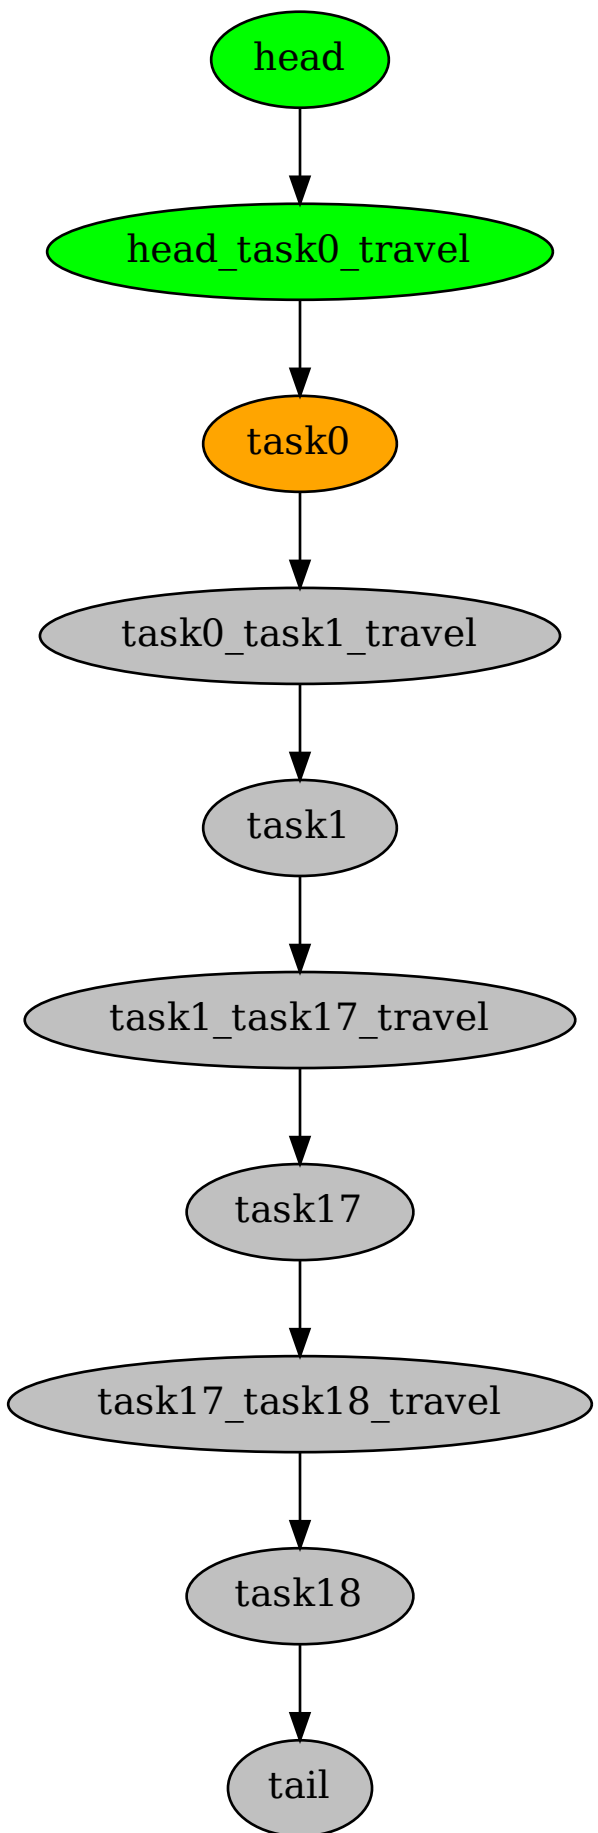 head
head_task0_travel
task0
task0_task1_travel
task1
task1_task17_travel
task17
task17_task18_travel
task18
tail